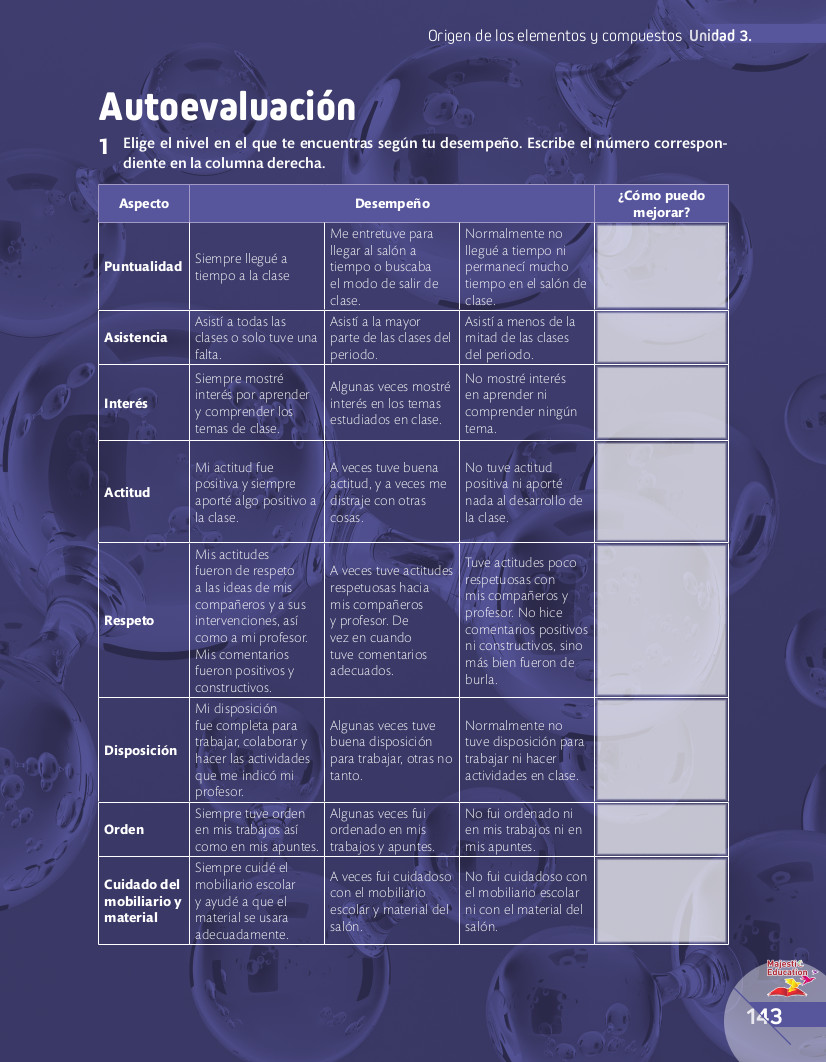 Origen de los elementos y compuestos Unidad 3.
Autoevaluación
1 Elige el nivel en el que te encuentras según tu desempeño. Escribe el número correspon-
diente en la columna derecha.
Aspecto
Desempeño
¿Cómo puedo
mejorar?
Puntualidad
Siempre llegué a
tiempo a la clase
Me entretuve para
llegar al salón a
tiempo o buscaba
el modo de salir de
clase.
Normalmente no
llegué a tiempo ni
permanecí mucho
tiempo en el salón de
clase.
Asistencia
Asistí a todas las
clases o solo tuve una
falta.
Asistí a la mayor
parte de las clases del
periodo.
Asistí a menos de la
mitad de las clases
del periodo.
Interés
Siempre mostré
interés por aprender
y comprender los
temas de clase.
Algunas veces mostré
interés en los temas
estudiados en clase.
No mostré interés
en aprender ni
comprender ningún
tema.
Actitud
Mi actitud fue
positiva y siempre
aporté algo positivo a
la clase.
A veces tuve buena
actitud, y a veces me
distraje con otras
cosas.
No tuve actitud
positiva ni aporté
nada al desarrollo de
la clase.
Respeto
Mis actitudes
fueron de respeto
a las ideas de mis
compañeros y a sus
intervenciones, así
como a mi profesor.
Mis comentarios
fueron positivos y
constructivos.
A veces tuve actitudes
respetuosas hacia
mis compañeros
y profesor. De
vez en cuando
tuve comentarios
adecuados.
Tuve actitudes poco
respetuosas con
mis compañeros y
profesor. No hice
comentarios positivos
ni constructivos, sino
más bien fueron de
burla.
Disposición
Mi disposición
fue completa para
trabajar, colaborar y
hacer las actividades
que me indicó mi
profesor.
Algunas veces tuve
buena disposición
para trabajar, otras no
tanto.
Normalmente no
tuve disposición para
trabajar ni hacer
actividades en clase.
Orden
Siempre tuve orden
en mis trabajos así
como en mis apuntes.
Algunas veces fui
ordenado en mis
trabajos y apuntes.
No fui ordenado ni
en mis trabajos ni en
mis apuntes.
Cuidado del
mobiliario y
material
Siempre cuidé el
mobiliario escolar
y ayudé a que el
material se usara
adecuadamente.
A veces fui cuidadoso
con el mobiliario
escolar y material del
salón.
No fui cuidadoso con
el mobiliario escolar
ni con el material del
salón.
Majestic
Education
143